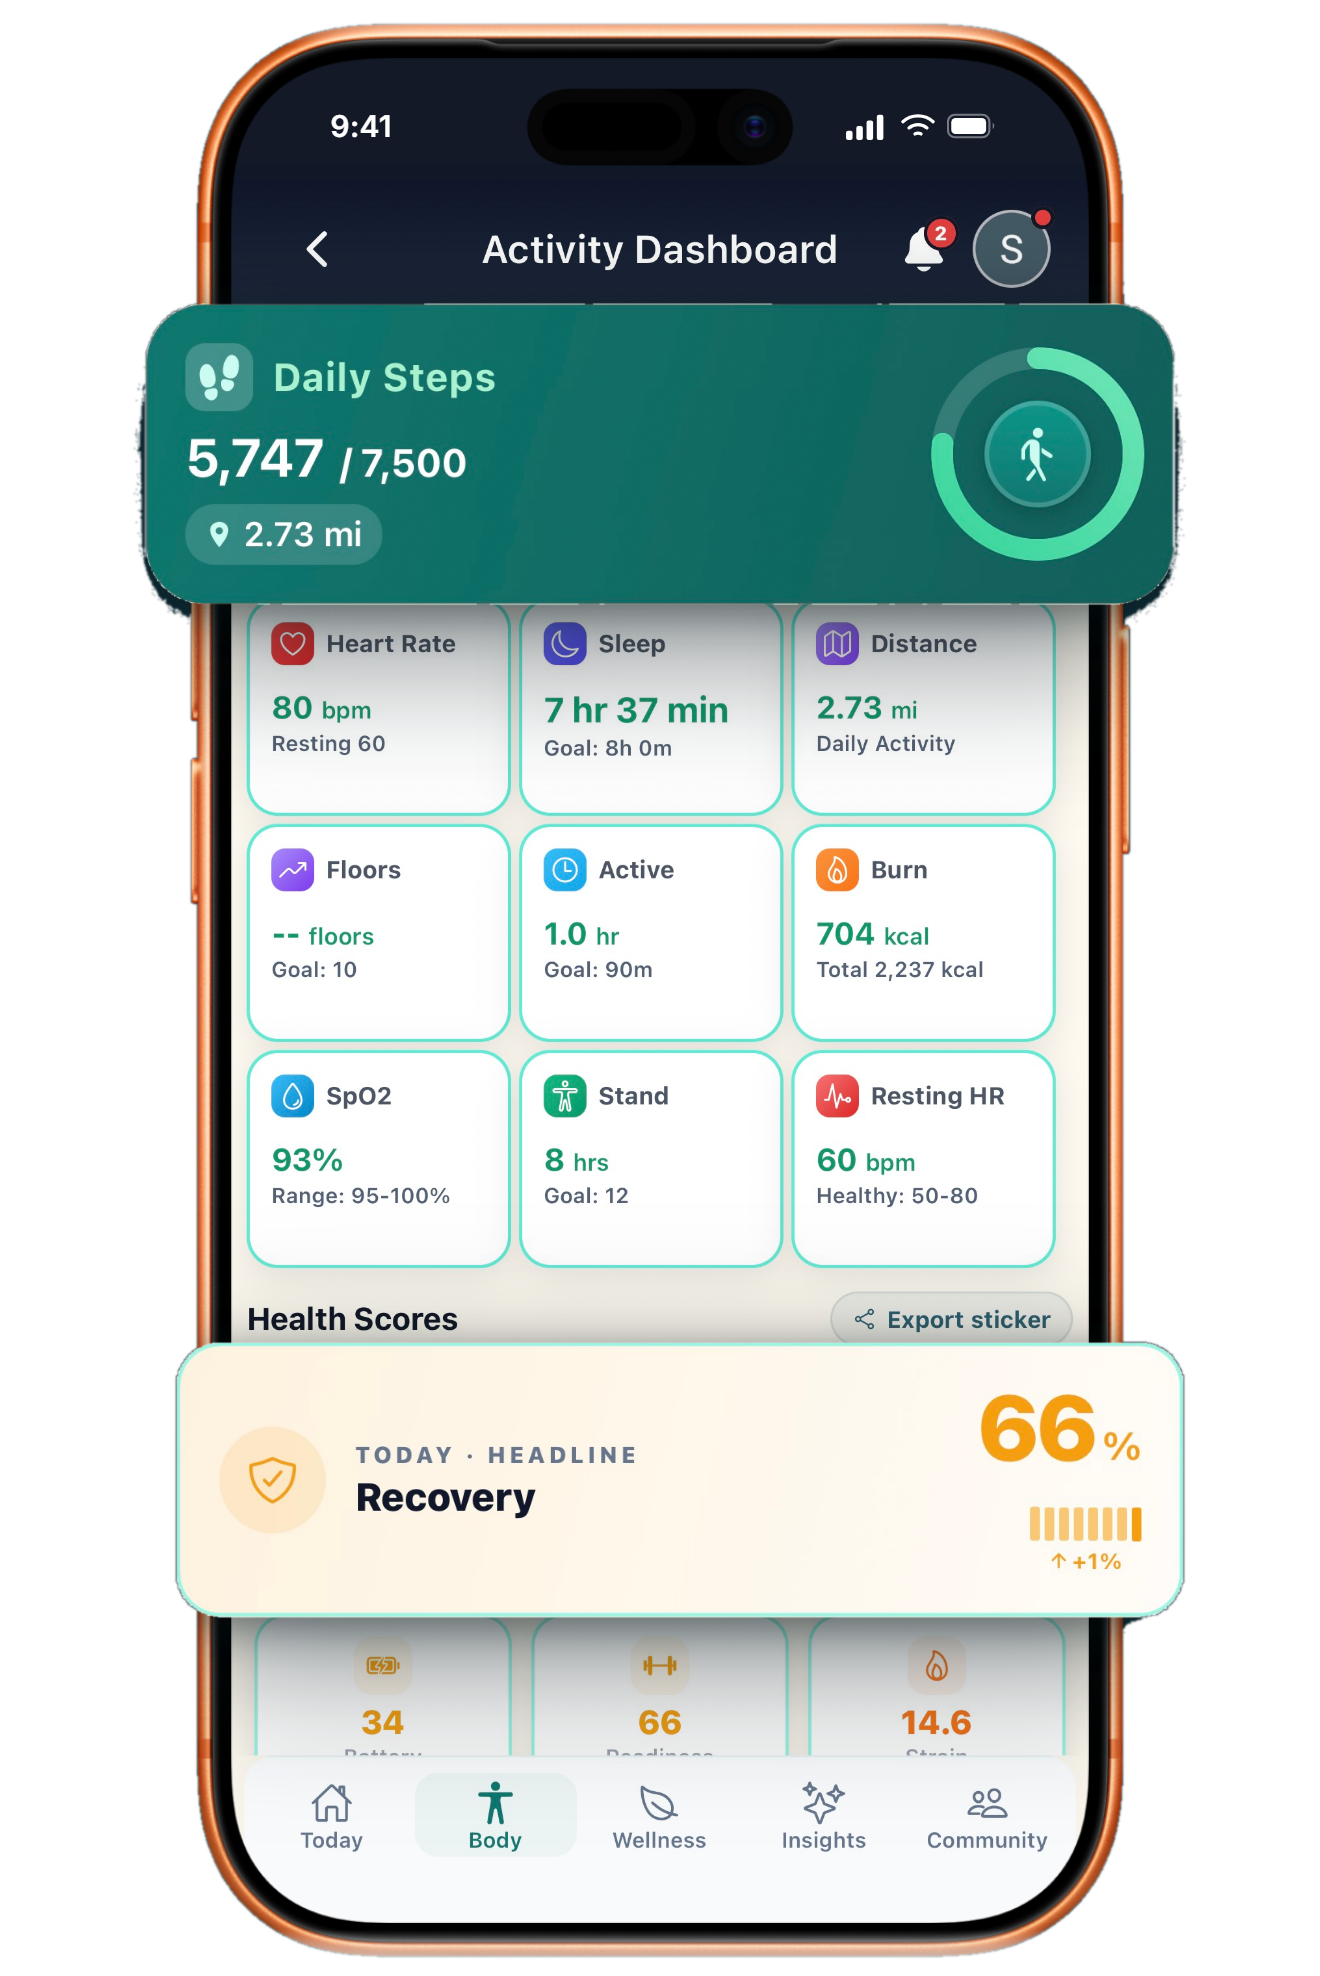 9:41
Activity Dashboard
2
S
Daily Steps
5,747 / 7,500
2.73 mi
Heart Rate
80 bpm
Resting 60
Sleep
7 hr 37 min
Goal: 8h 0m
Distance
2.73 mi
Daily Activity
Floors
-- floors
Goal: 10
Active
1.0 hr
Goal: 90m
Burn
704 kcal
Total 2,237 kcal
SpO2
93%
Range: 95-100%
Stand
8 hrs
Goal: 12
Resting HR
60 bpm
Healthy: 50-80
Health Scores
Export sticker
TODAY · HEADLINE
Recovery
66%
↑ +1%
34
Battery
66
Readiness
14.6
Strain
Today
Body
Wellness
Insights
Community